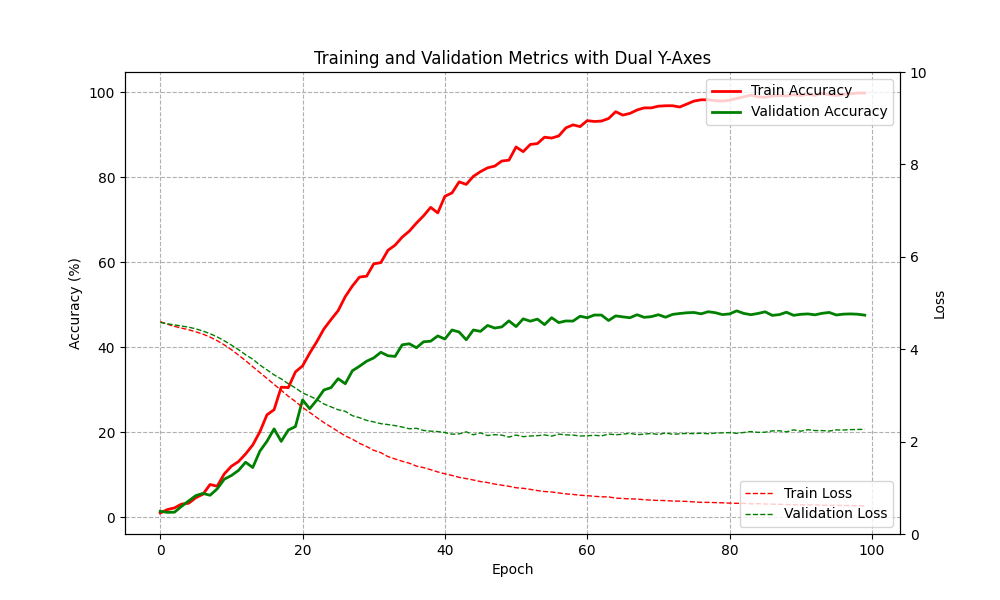 Training and Validation Metrics with Dual Y-Axes
Train Accuracy
Validation Accuracy
Accuracy (%)
100
80
60
40
20
0
10
8
6
4
2
0
Loss
Train Loss
Validation Loss
0 20 40 60 80 100
Epoch